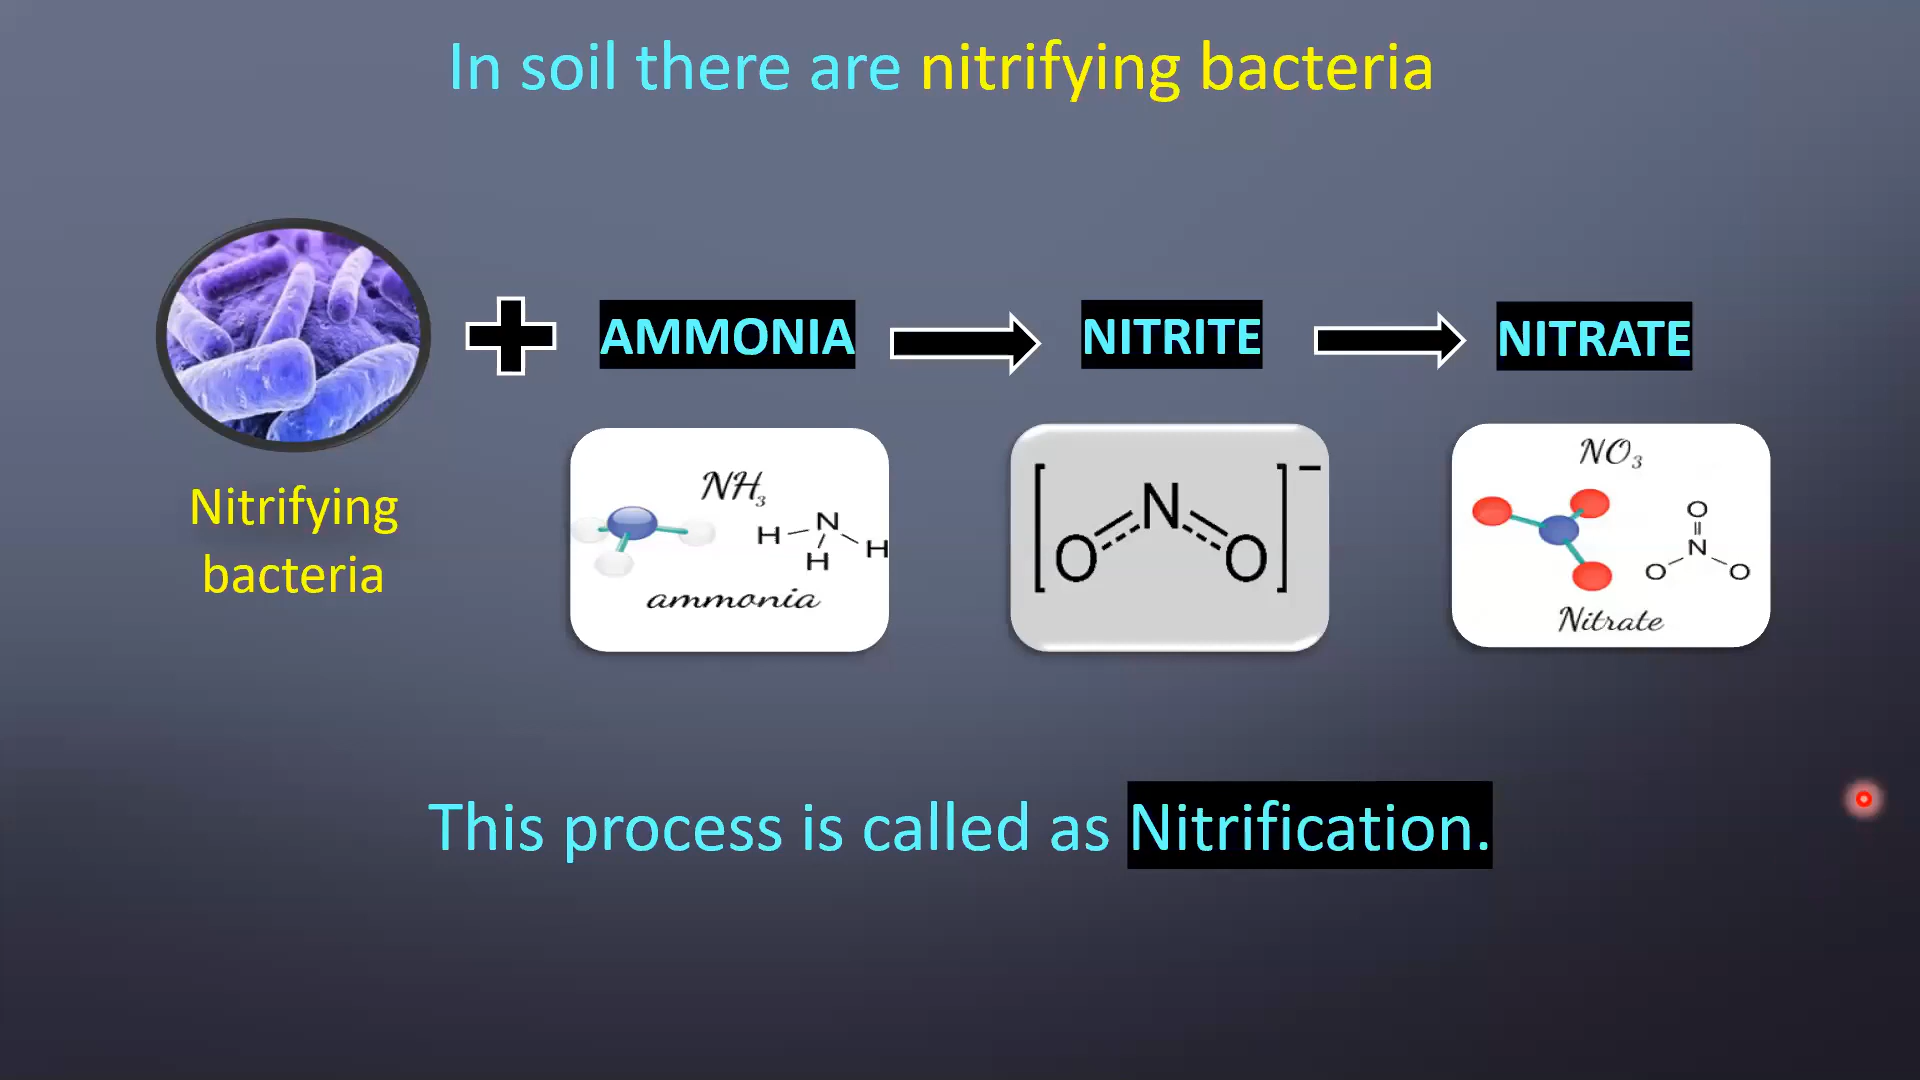 In soil there are nitrifying bacteria
AMMONIA
NITRITE
NITRATE
Nitrifying
bacteria
NH₃
H N H
H
ammonia
[O N O]⁻
NO₃
O
N
O O
Nitrate
This process is called as Nitrification.